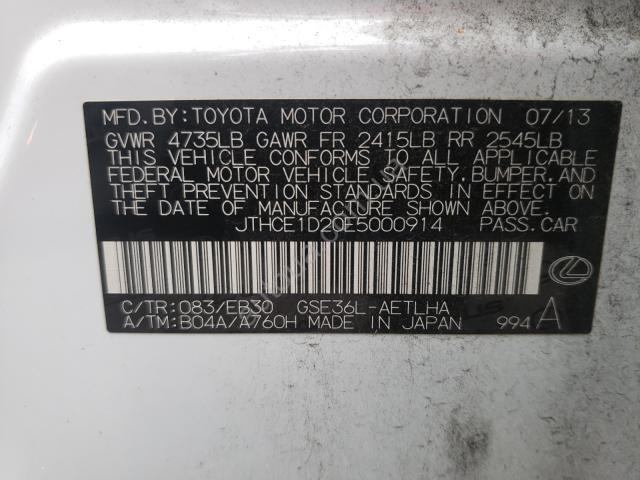 MFD.BY:TOYOTA MOTOR CORPORATION 07/13
GVWR 4735LB GAWR FR 2415LB RR 2545LB
THIS VEHICLE CONFORMS TO ALL APPLICABLE
FEDERAL MOTOR VEHICLE SAFETY,BUMPER,AND
THEFT PREVENTION STANDARDS IN EFFECT ON
THE DATE OF MANUFACTURE SHOWN ABOVE.
JTHCE1D20E5000914 PASS.CAR
C/TR:083/EB30 GSE36L-AETLHA
A/TM:B04A/A760H MADE IN JAPAN 994 A